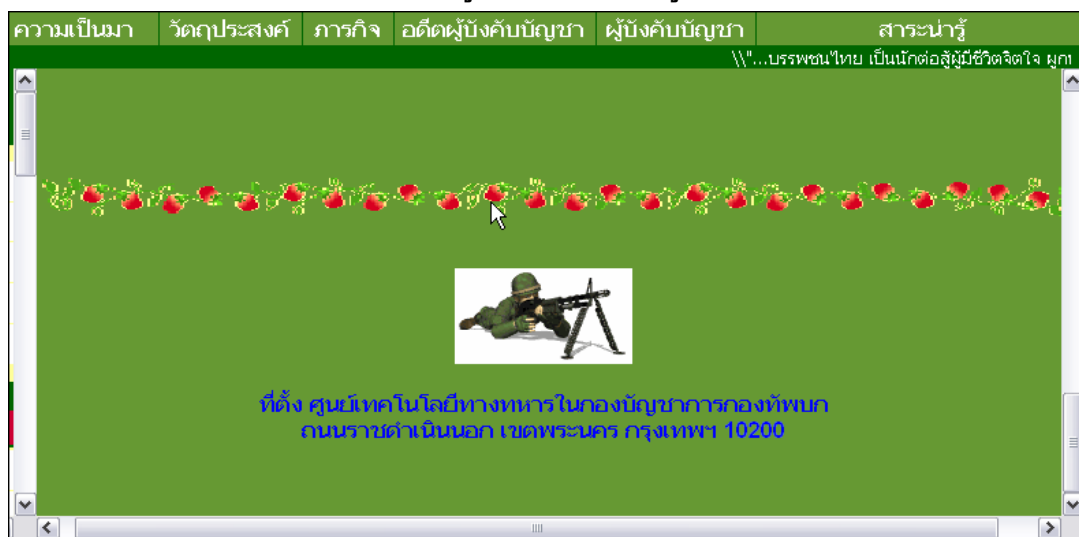 ความเป็นมา วัตถุประสงค์ ภารกิจ อดีตผู้บังคับบัญชา ผู้บังคับบัญชา สาระน่ารู้
\\"...บรรพชนไทย เป็นนักต่อสู้ผู้มีชีวิตจิตใจ
ที่ตั้ง ศูนย์เทคโนโลยีทางทหารในกองบัญชาการกองทัพบก
ถนนราชดำเนินนอก เขตพระนคร กรุงเทพฯ 10200